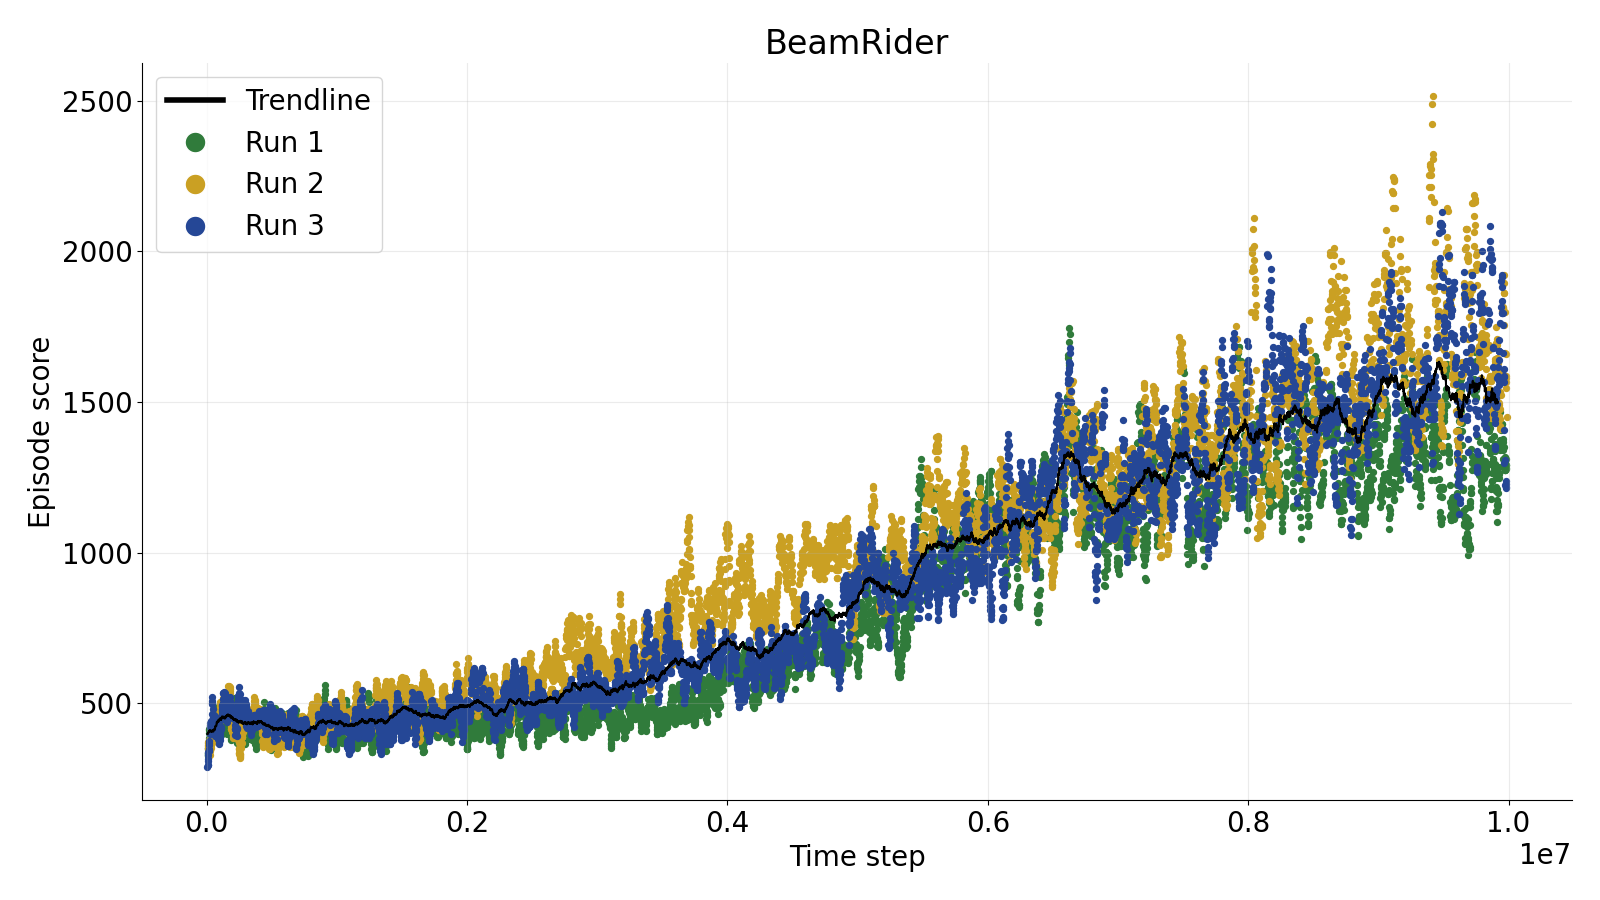 BeamRider
Trendline
Run 1
Run 2
Run 3
Episode score
2500
2000
1500
1000
500
0.0 0.2 0.4 0.6 0.8 1.0
1e7
Time step